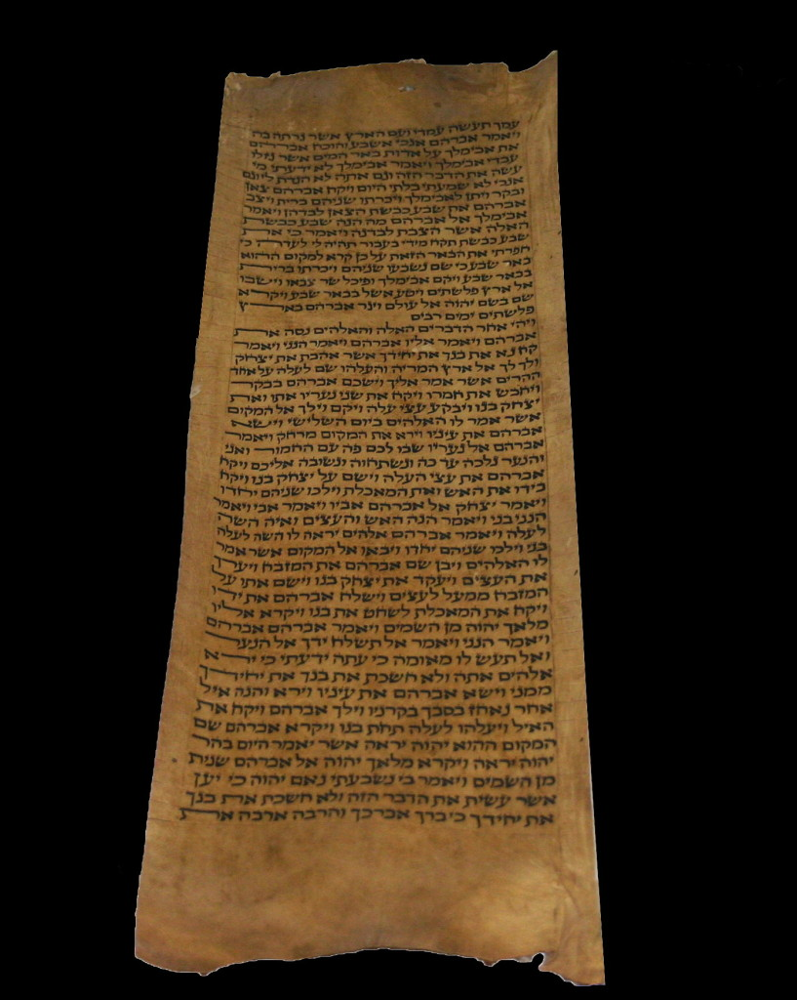 עמך תעשה עמדי ועם הארץ אשר גרתה בה
ויאמר אברהם אנכי אשבע והוכח אברהם
את אבימלך על אדות באר המים אשר גזלו
עבדי אבימלך ויאמר אבימלך לא ידעתי מי
עשה את הדבר הזה וגם אתה לא הגדת לי וגם
אנכי לא שמעתי בלתי היום ויקח אברהם צאן
ובקר ויתן לאבימלך ויכרתו שניהם ברית ויצב
אברהם את שבע כבשת הצאן לבדהן ויאמר
אבימלך אל אברהם מה הנה שבע כבשת
האלה אשר הצבת לבדנה ויאמר כי את
שבע כבשת תקח מידי בעבור תהיה לי לעדה כי
חפרתי את הבאר הזאת על כן קרא למקום ההוא
באר שבע כי שם נשבעו שניהם ויכרתו ברית
בבאר שבע ויקם אבימלך ופיכל שר צבאו וישבו
אל ארץ פלשתים ויטע אשל בבאר שבע ויקרא
שם בשם יהוה אל עולם ויגר אברהם בארץ
פלשתים ימים רבים
ויהי אחר הדברים האלה והאלהים נסה את
אברהם ויאמר אליו אברהם ויאמר הנני ויאמר
קח נא את בנך את יחידך אשר אהבת את יצחק
ולך לך אל ארץ המריה והעלהו שם לעלה על אחד
ההרים אשר אמר אליך וישכם אברהם בבקר
ויחבש את חמרו ויקח את שני נעריו אתו ואת
יצחק בנו ויבקע עצי עלה ויקם וילך אל המקום
אשר אמר לו האלהים ביום השלישי וישא
אברהם את עיניו וירא את המקום מרחק ויאמר
אברהם אל נעריו שבו לכם פה עם החמור ואני
והנער נלכה עד כה ונשתחוה ונשובה אליכם ויקח
אברהם את עצי העלה וישם על יצחק בנו ויקח
בידו את האש ואת המאכלת וילכו שניהם יחדו
ויאמר יצחק אל אברהם אביו ויאמר אבי ויאמר
הנני בני ויאמר הנה האש והעצים ואיה השה
לעלה ויאמר אברהם אלהים יראה לו השה לעלה
בני וילכו שניהם יחדו ויבאו אל המקום אשר אמר
לו האלהים ויבן שם אברהם את המזבח ויערך
את העצים ויעקד את יצחק בנו וישם אתו על
המזבח ממעל לעצים וישלח אברהם את ידו
ויקח את המאכלת לשחט את בנו ויקרא אליו
מלאך יהוה מן השמים ויאמר אברהם אברהם
ויאמר הנני ויאמר אל תשלח ידך אל הנער
ואל תעש לו מאומה כי עתה ידעתי כי ירא
אלהים אתה ולא חשכת את בנך את יחידך
ממני וישא אברהם את עיניו וירא והנה איל
אחר נאחז בסבך בקרניו וילך אברהם ויקח את
האיל ויעלהו לעלה תחת בנו ויקרא אברהם שם
המקום ההוא יהוה יראה אשר יאמר היום בהר
יהוה יראה ויקרא מלאך יהוה אל אברהם שנית
מן השמים ויאמר בי נשבעתי נאם יהוה כי יען
אשר עשית את הדבר הזה ולא חשכת את בנך
את יחידך כי ברך אברכך והרבה ארבה את